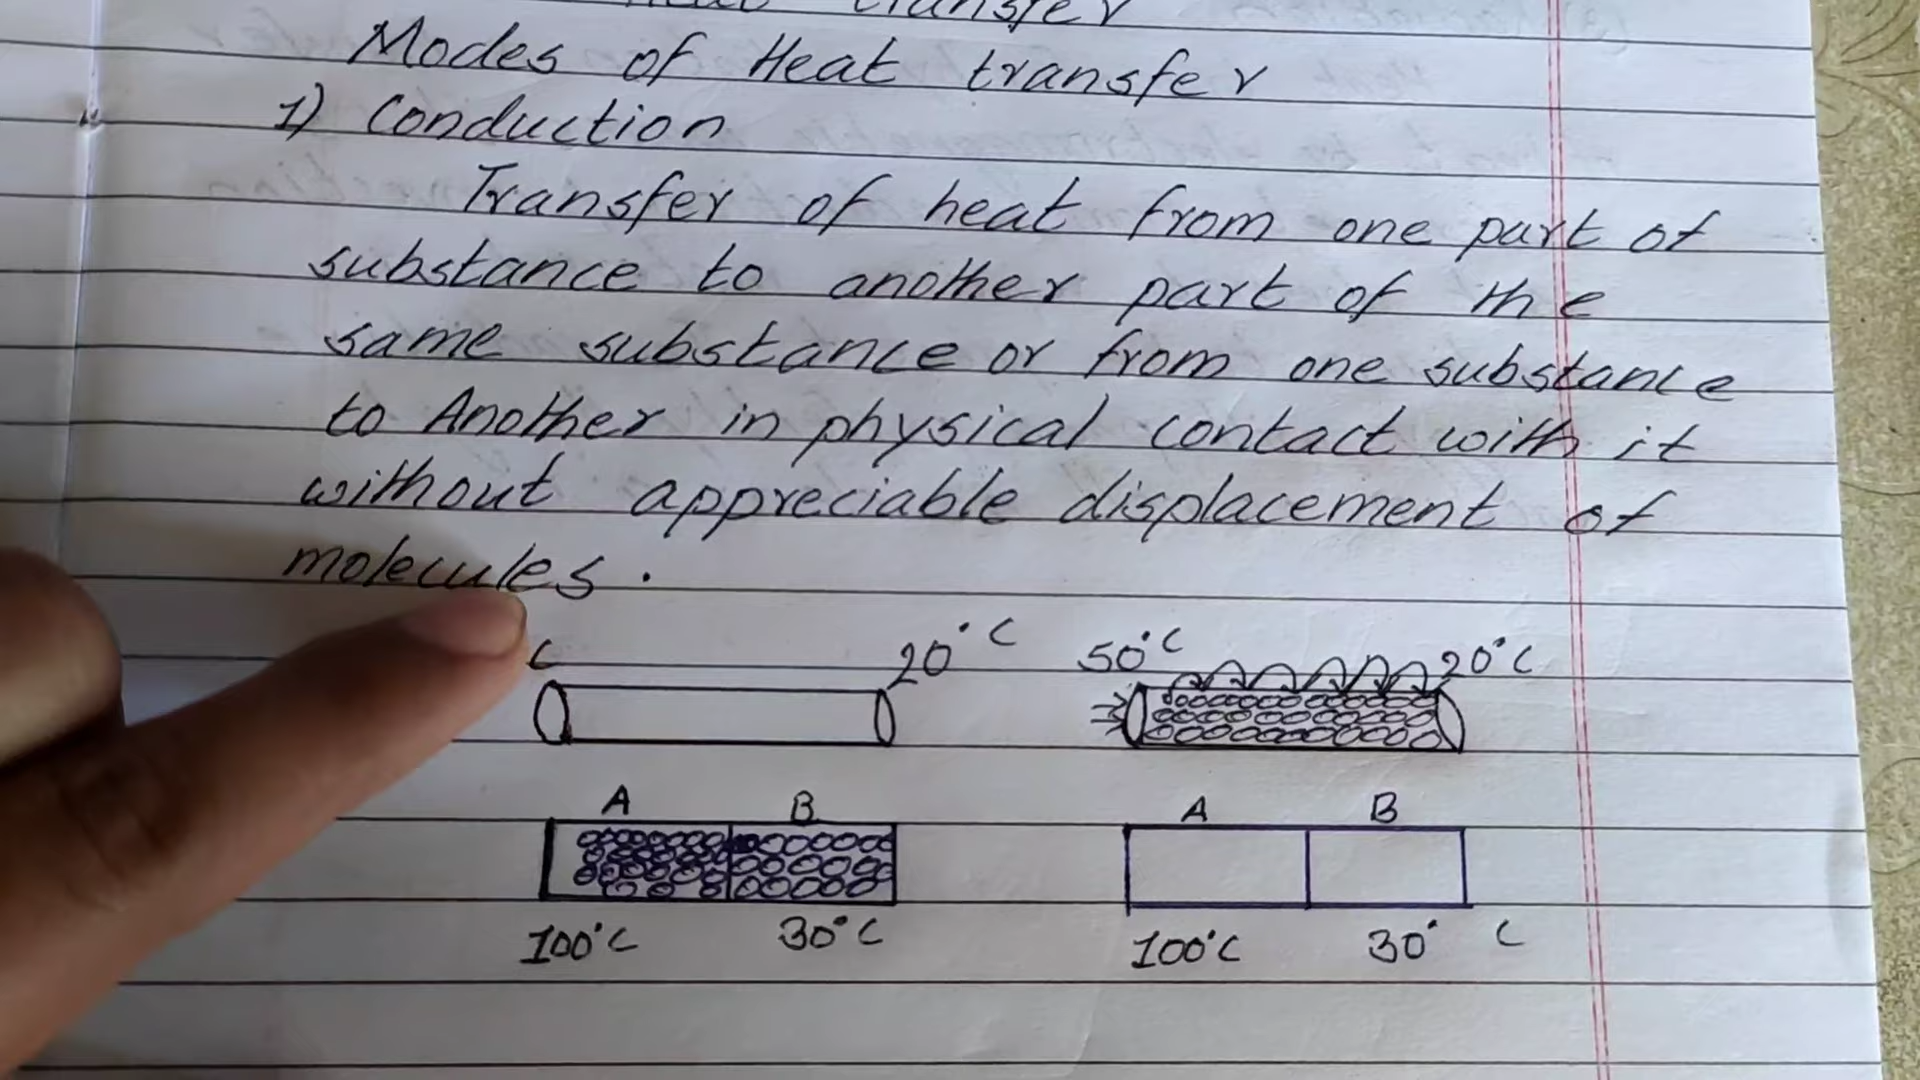 Heat transfer
Modes of Heat transfer
1) Conduction
Transfer of heat from one part of
substance to another part of the
same substance or from one substance
to Another in physical contact with it
without appreciable displacement of
molecules.
C 20°C 50°C 20°C
A B A B
100°C 30°C 100°C 30° C